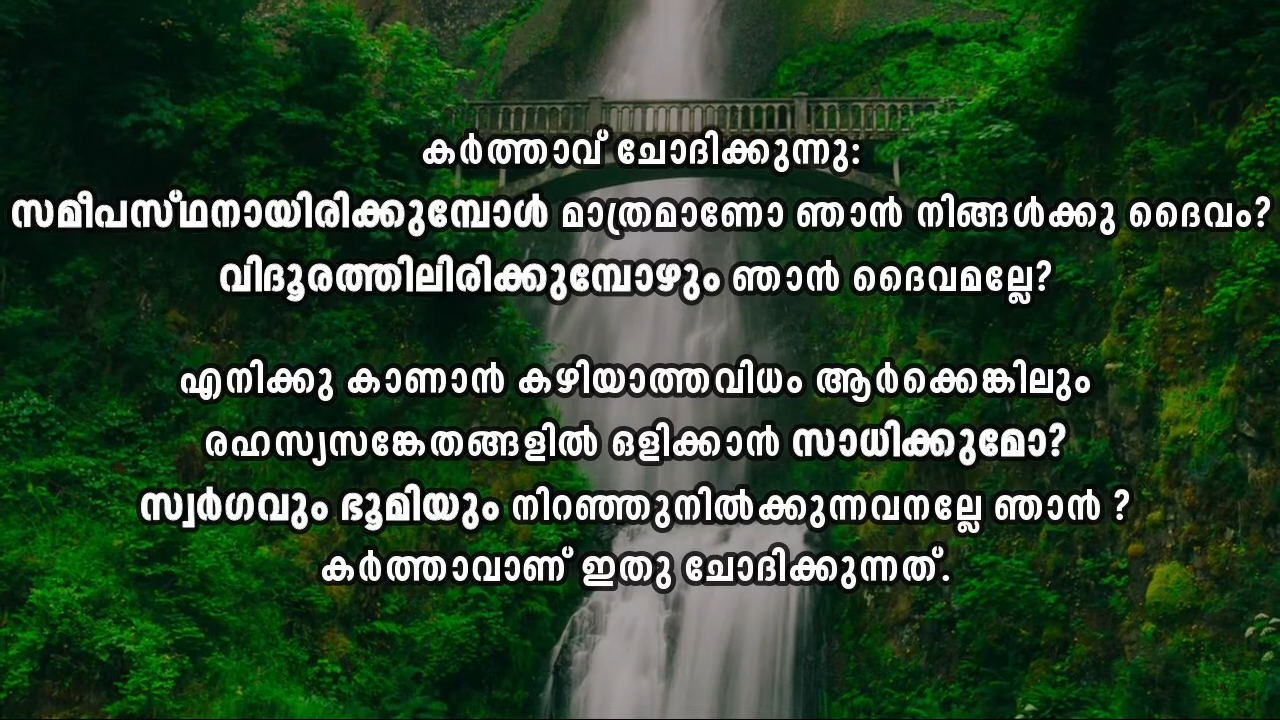 കർത്താവ് ചോദിക്കുന്നു:
സമീപസ്ഥനായിരിക്കുമ്പോൾ മാത്രമാണോ ഞാൻ നിങ്ങൾക്കു ദൈവം?
വിദൂരത്തിലിരിക്കുമ്പോഴും ഞാൻ ദൈവമല്ലേ?
എനിക്കു കാണാൻ കഴിയാത്തവിധം ആർക്കെങ്കിലും
രഹസ്യസങ്കേതങ്ങളിൽ ഒളിക്കാൻ സാധിക്കുമോ?
സ്വർഗവും ഭൂമിയും നിറഞ്ഞുനിൽക്കുന്നവനല്ലേ ഞാൻ ?
കർത്താവാണ് ഇതു ചോദിക്കുന്നത്.